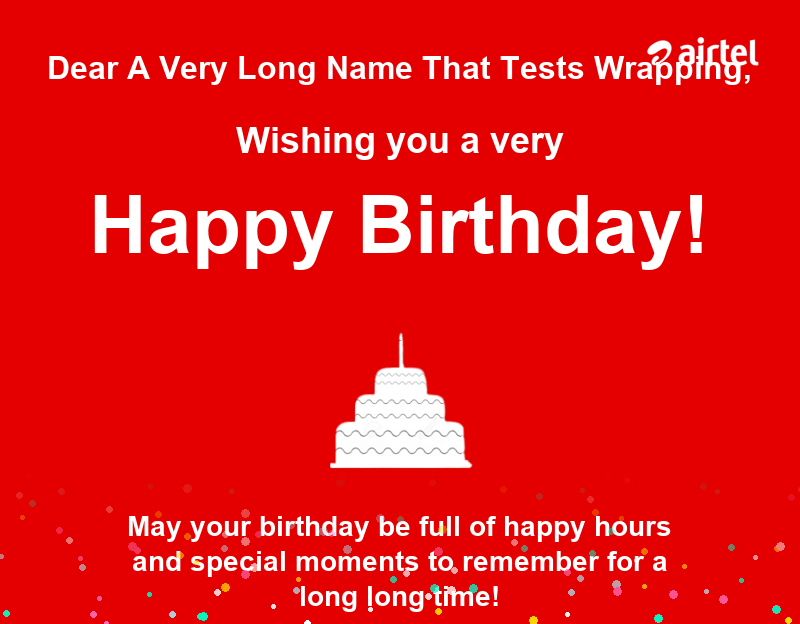 airtel
Dear A Very Long Name That Tests Wrapping,
Wishing you a very
Happy Birthday!
May your birthday be full of happy hours
and special moments to remember for a
long long time!